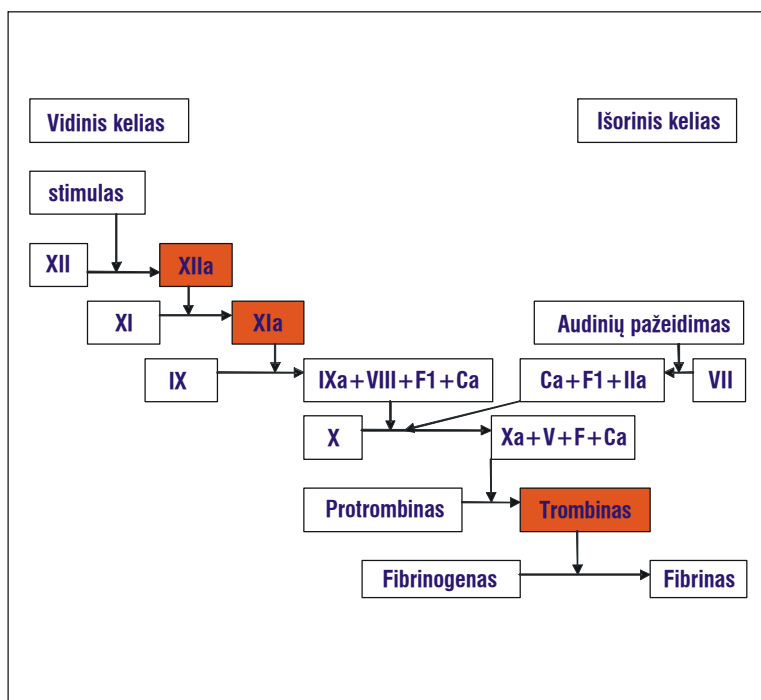 Vidinis kelias
Išorinis kelias
stimulas
XII
XIIa
XI
XIa
Audinių pažeidimas
IX
IXa+VIII+F1+Ca
Ca+F1+IIa
VII
X
Xa+V+F+Ca
Protrombinas
Trombinas
Fibrinogenas
Fibrinas